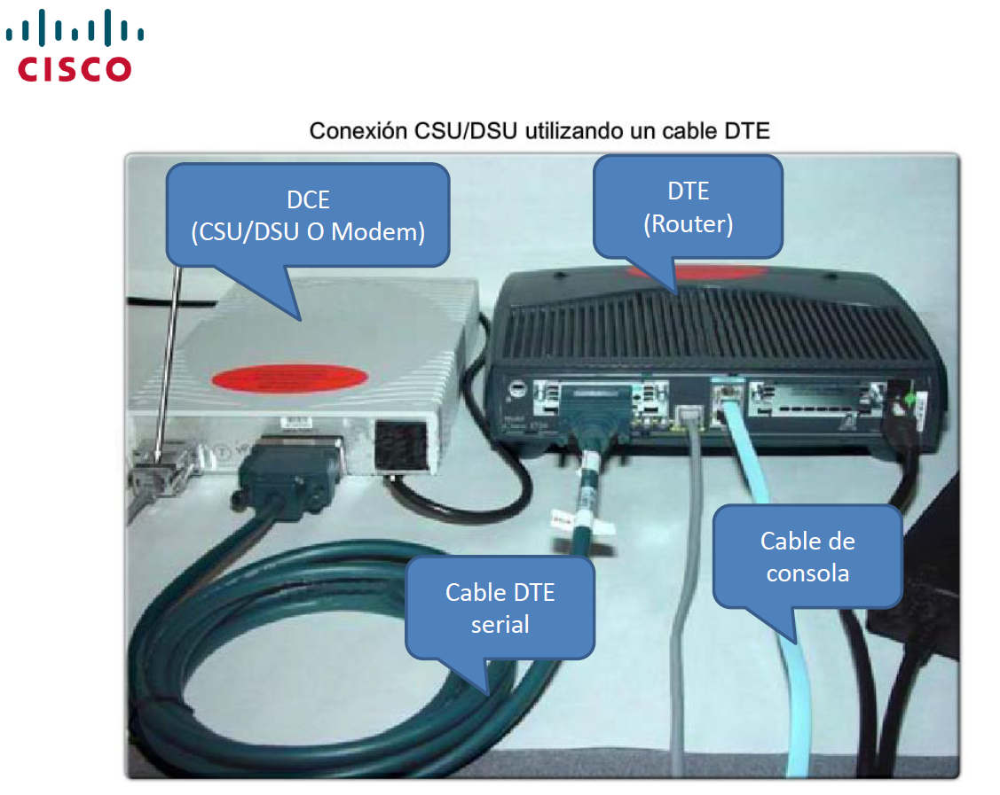 CISCO
Conexión CSU/DSU utilizando un cable DTE
DCE
(CSU/DSU O Modem)
DTE
(Router)
Cable DTE
serial
Cable de
consola